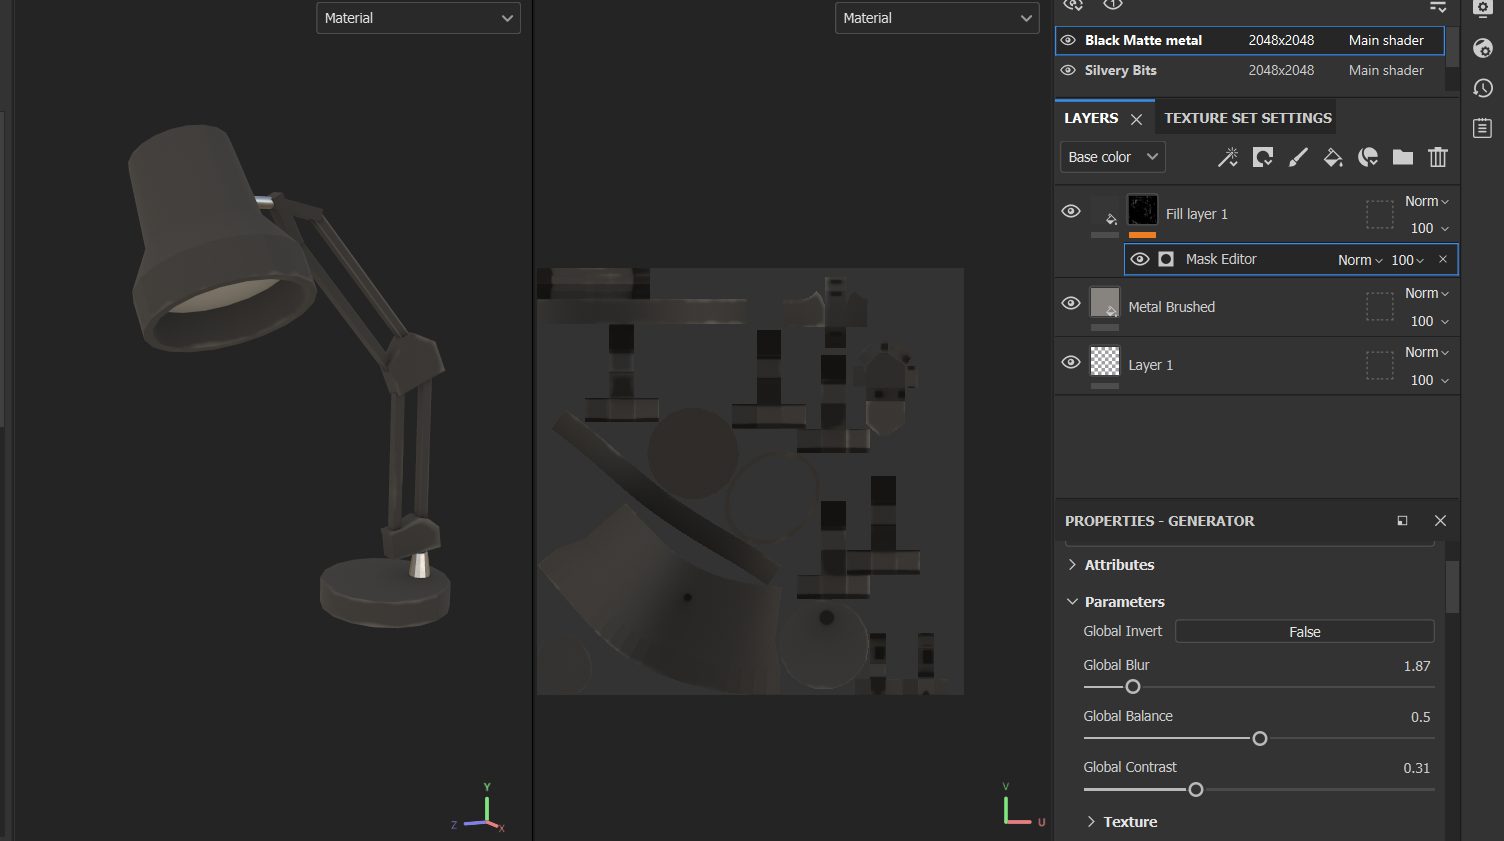 Material
Material
Black Matte metal 2048x2048 Main shader
Silvery Bits 2048x2048 Main shader
LAYERS TEXTURE SET SETTINGS
Base color
Fill layer 1 Norm
100
Mask Editor Norm 100
Metal Brushed Norm
100
Layer 1 Norm
100
PROPERTIES - GENERATOR
Attributes
Parameters
Global Invert False
Global Blur 1.87
Global Balance 0.5
Global Contrast 0.31
Texture
Y
Z
X
V
U